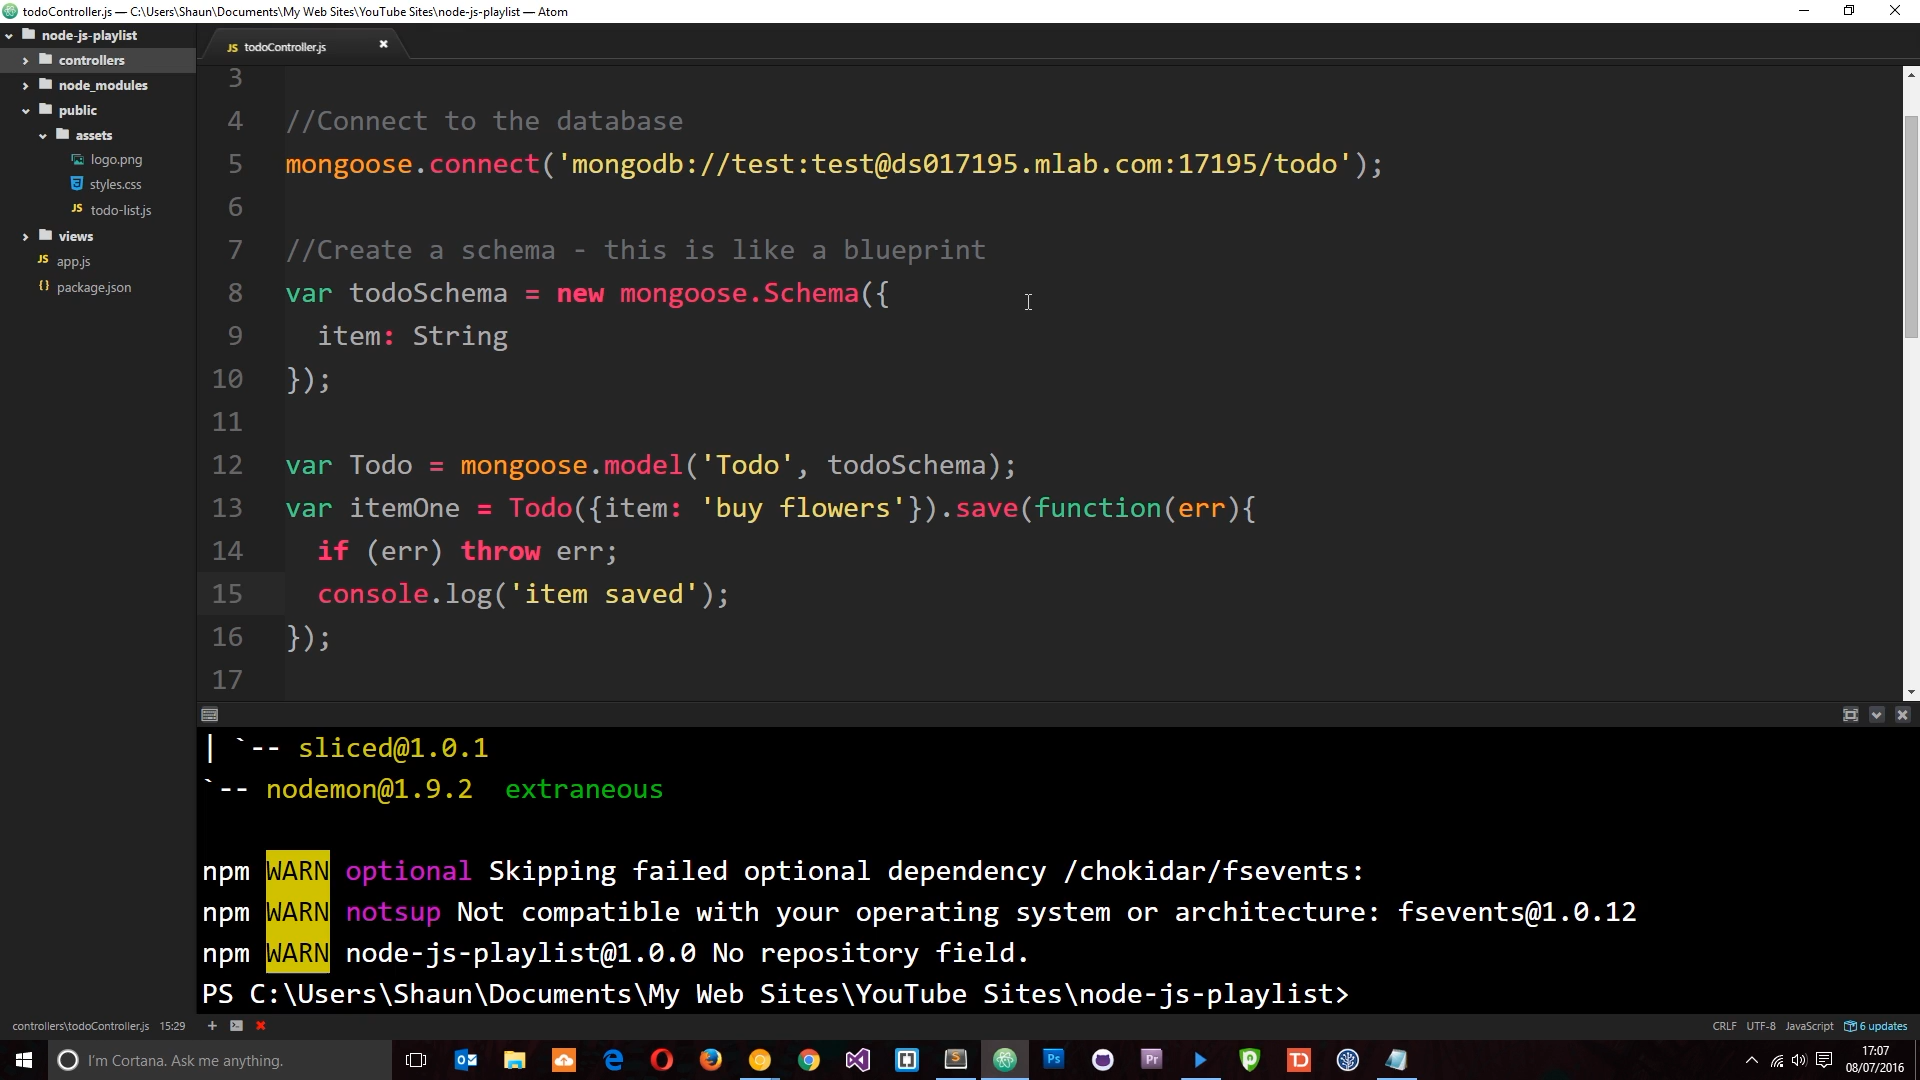 todoController.js — C:\Users\Shaun\Documents\My Web Sites\YouTube Sites\node-js-playlist — Atom
node-js-playlist
controllers
node_modules
public
assets
logo.png
styles.css
JS todo-list.js
views
JS app.js
{} package.json
JS todoController.js
3
4 //Connect to the database
5 mongoose.connect('mongodb://test:test@ds017195.mlab.com:17195/todo');
6
7 //Create a schema - this is like a blueprint
8 var todoSchema = new mongoose.Schema({
9 item: String
10 });
11
12 var Todo = mongoose.model('Todo', todoSchema);
13 var itemOne = Todo({item: 'buy flowers'}).save(function(err){
14 if (err) throw err;
15 console.log('item saved');
16 });
17
| `-- sliced@1.0.1
`-- nodemon@1.9.2 extraneous
npm WARN optional Skipping failed optional dependency /chokidar/fsevents:
npm WARN notsup Not compatible with your operating system or architecture: fsevents@1.0.12
npm WARN node-js-playlist@1.0.0 No repository field.
PS C:\Users\Shaun\Documents\My Web Sites\YouTube Sites\node-js-playlist>
controllers\todoController.js 15:29
CRLF UTF-8 JavaScript 6 updates
I'm Cortana. Ask me anything.
Ps
Pr
TD
17:07
08/07/2016